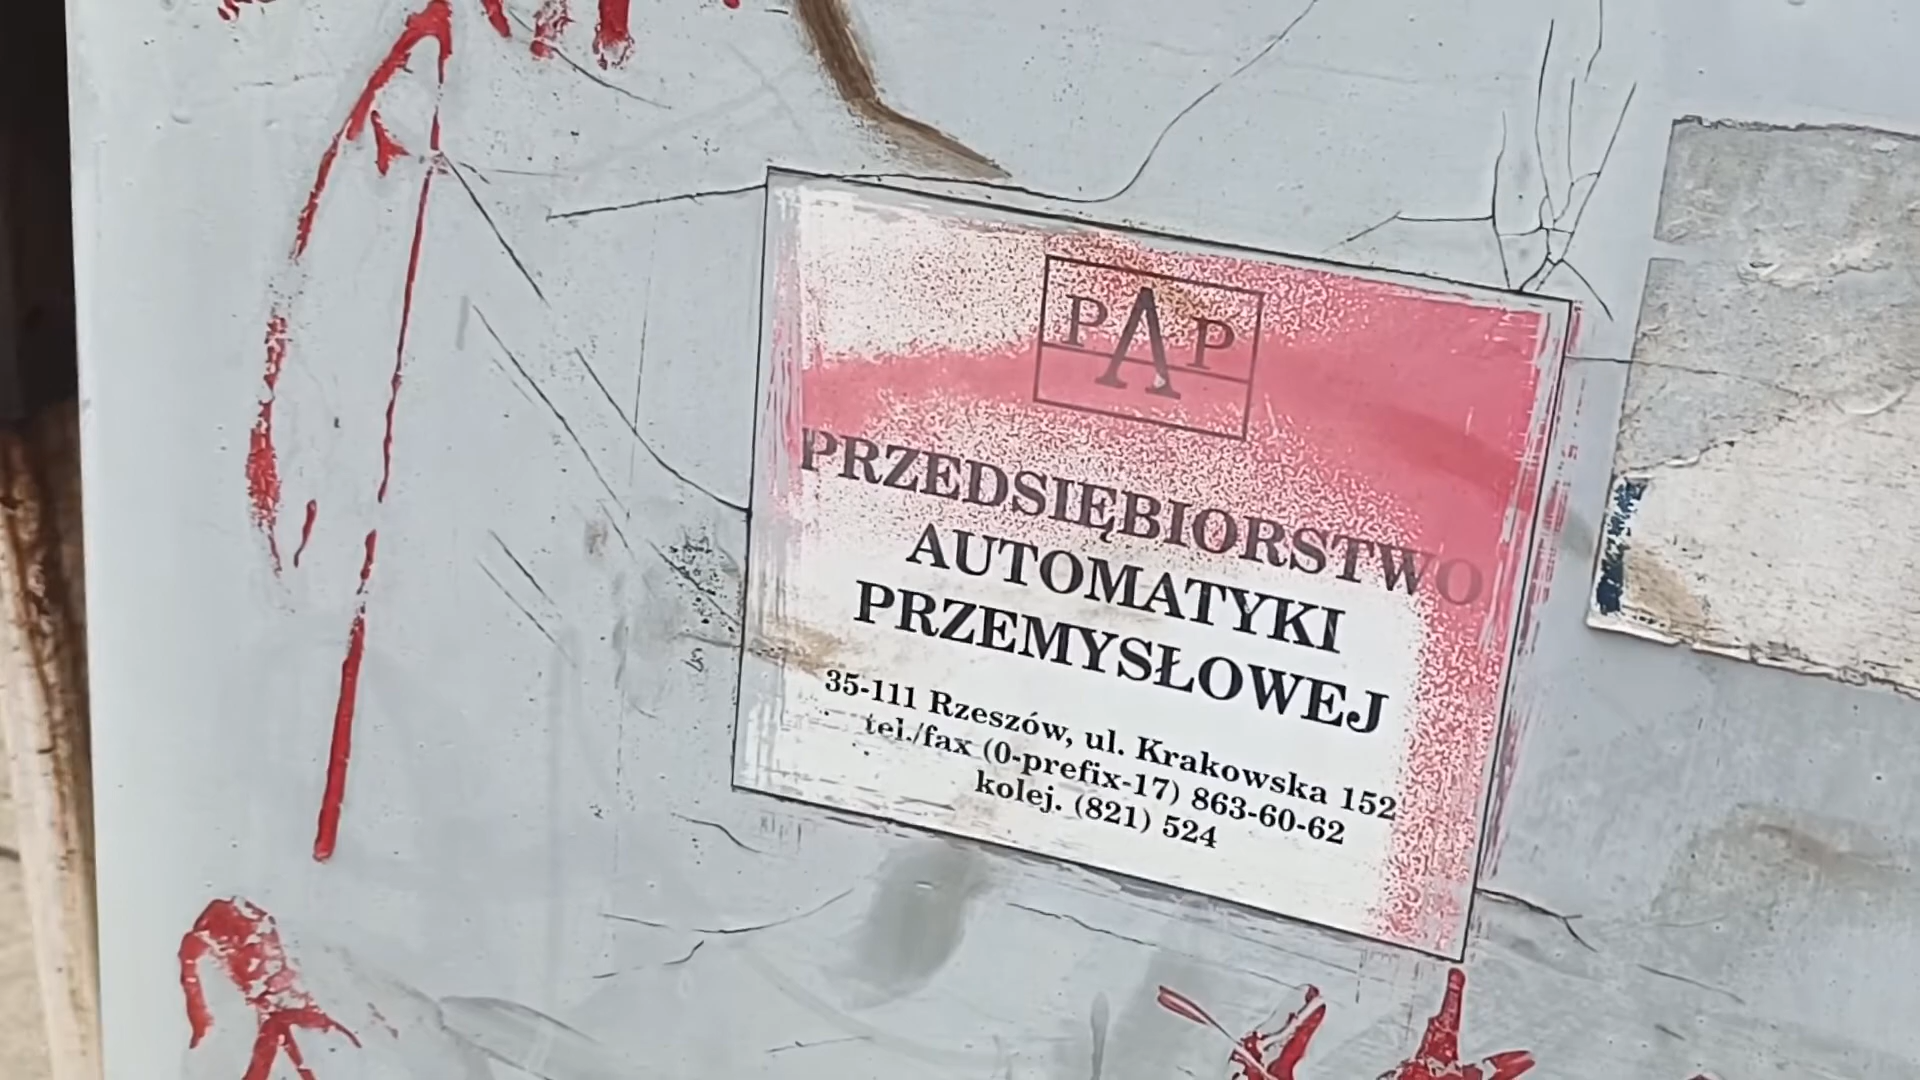 PAP
PRZEDSIĘBIORSTWO
AUTOMATYKI
PRZEMYSŁOWEJ
35-111 Rzeszów, ul. Krakowska 152
tel./fax (0-prefix-17) 863-60-62
kolej. (821) 524